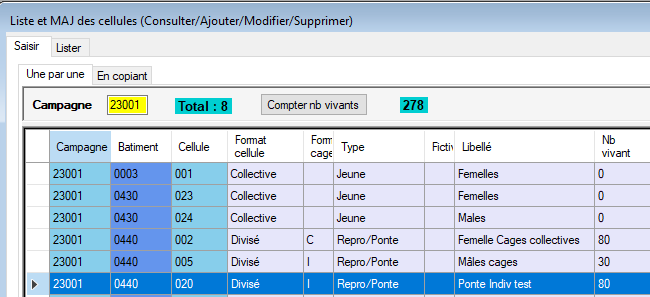 Liste et MAJ des cellules (Consulter/Ajouter/Modifier/Supprimer)
Saisir Lister
Une par une En copiant
Campagne 23001 Total : 8 Compter nb vivants 278
Campagne Batiment Cellule Format cellule Form cage Type Fictiv Libellé Nb vivant
23001 0003 001 Collective Jeune Femelles 0
23001 0430 023 Collective Jeune Femelles 0
23001 0430 024 Collective Jeune Males 0
23001 0440 002 Divisé C Repro/Ponte Femelle Cages collectives 80
23001 0440 005 Divisé I Repro/Ponte Mâles cages 30
23001 0440 020 Divisé I Repro/Ponte Ponte Indiv test 80